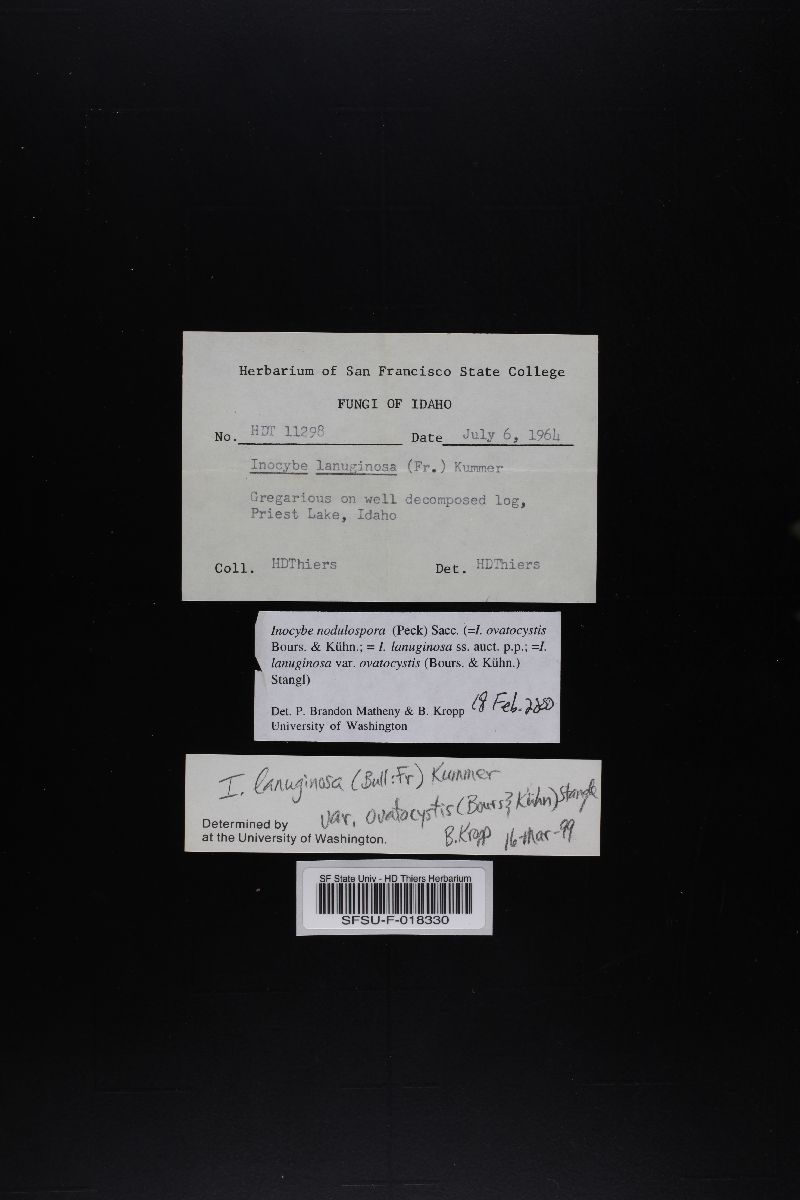 Herbarium of San Francisco State College
FUNGI OF IDAHO
No. HDT 11298 Date July 6, 1964
Inocybe lanuginosa (Fr.) Kummer
Gregarious on well decomposed log,
Priest Lake, Idaho
Coll. HDThiers Det. HDThiers
Inocybe nodulospora (Peck) Sacc. (=I. ovatocystis
Bours. & Kühn.; = I. lanuginosa ss. auct. p.p.; =I.
lanuginosa var. ovatocystis (Bours. & Kühn.)
Stangl)
Det. P. Brandon Matheny & B. Kropp 18 Feb. 2000
University of Washington
I. lanuginosa (Bull:Fr) Kummer
var. ovatocystis (Bours & Kühn) Stangle
Determined by
at the University of Washington.
B. Kropp 16-Mar-99
SF State Univ - HD Thiers Herbarium
SFSU-F-018330